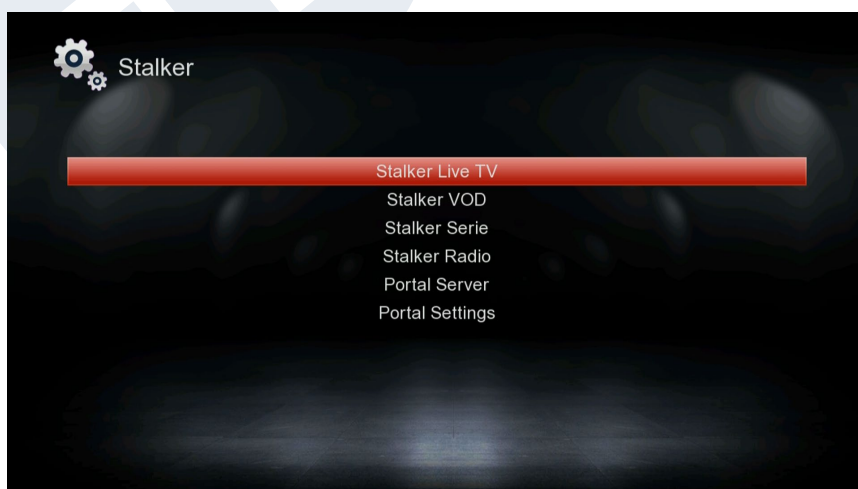 Stalker
Stalker Live TV
Stalker VOD
Stalker Serie
Stalker Radio
Portal Server
Portal Settings